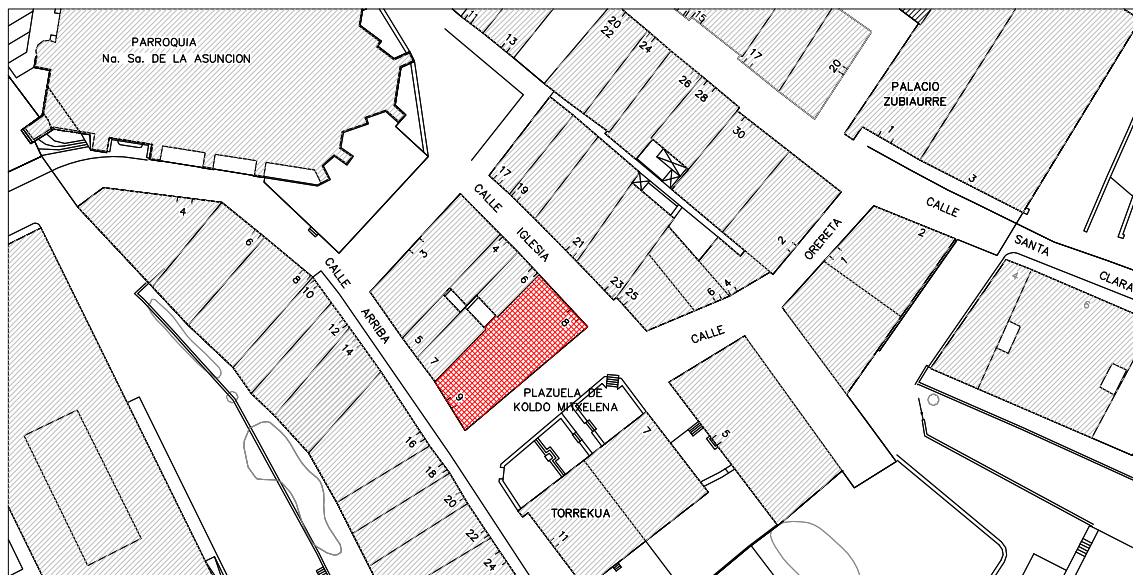 PARROQUIA
Na. Sa. DE LA ASUNCION
11
13
20
22
24
26
28
30
15
17
20
PALACIO
ZUBIAURRE
1
3
CALLE
SANTA
CLARA
2
4
6
17
19
21
23
25
CALLE
IGLESIA
2
4
6
ORERETA
CALLE
1
4
6
8
10
12
14
16
18
20
22
24
CALLE
ARRIBA
3
5
7
9
4
6
8
PLAZUELA DE
KOLDO MITXELENA
7
5
TORREKUA
11